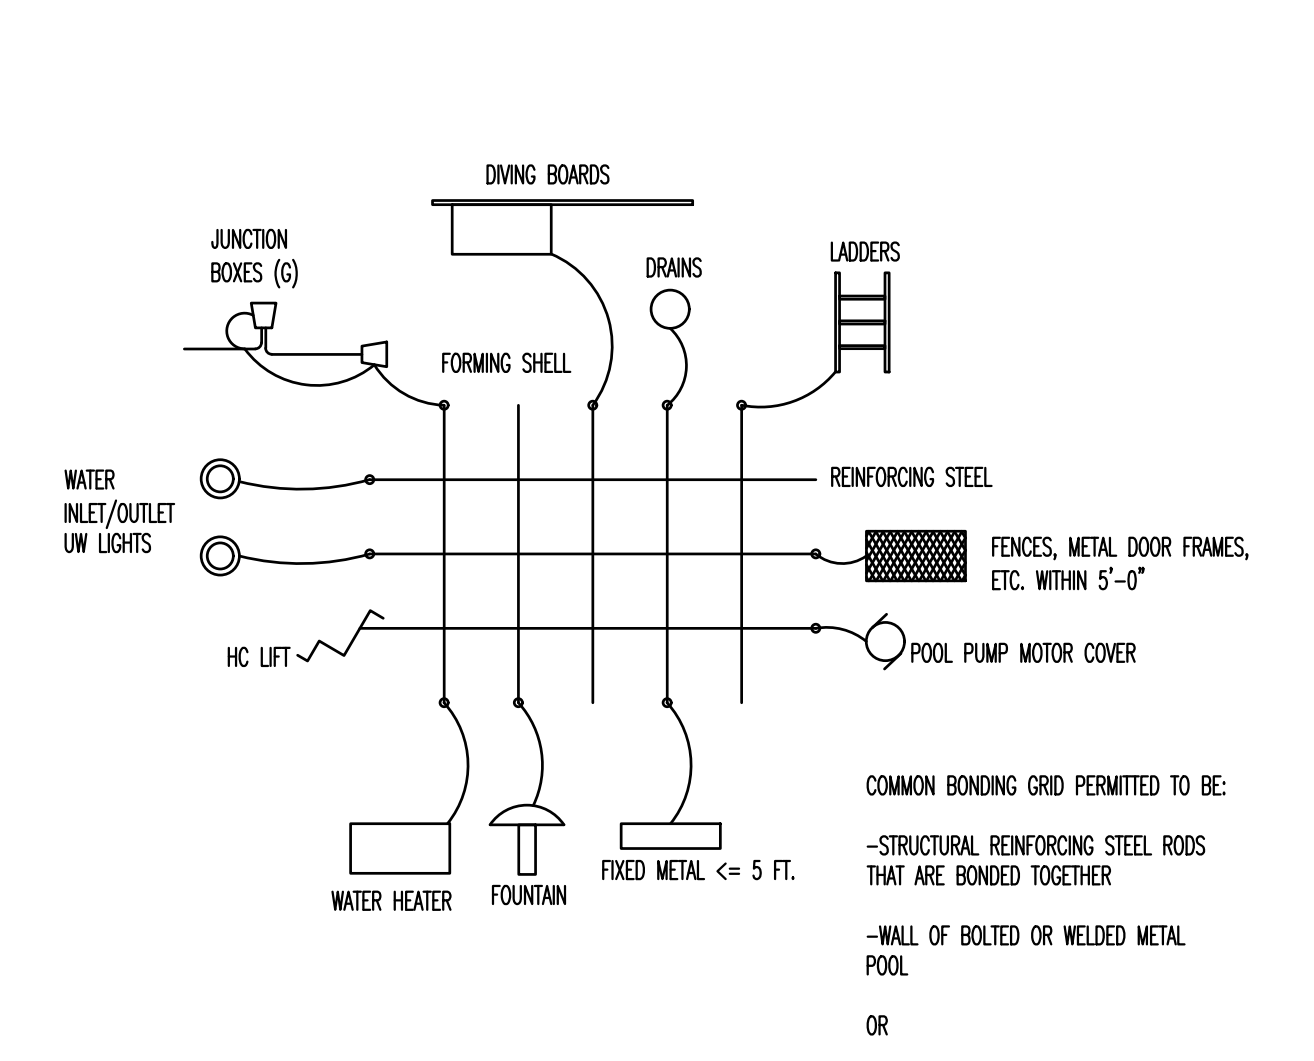 DIVING BOARDS
JUNCTION
BOXES (G)
DRAINS
LADDERS
FORMING SHELL
WATER
INLET/OUTLET
UW LIGHTS
REINFORCING STEEL
FENCES, METAL DOOR FRAMES,
ETC. WITHIN 5'-0"
HC LIFT
POOL PUMP MOTOR COVER
WATER HEATER
FOUNTAIN
FIXED METAL <= 5 FT.
COMMON BONDING GRID PERMITTED TO BE:
-STRUCTURAL REINFORCING STEEL RODS
THAT ARE BONDED TOGETHER
-WALL OF BOLTED OR WELDED METAL
POOL
OR